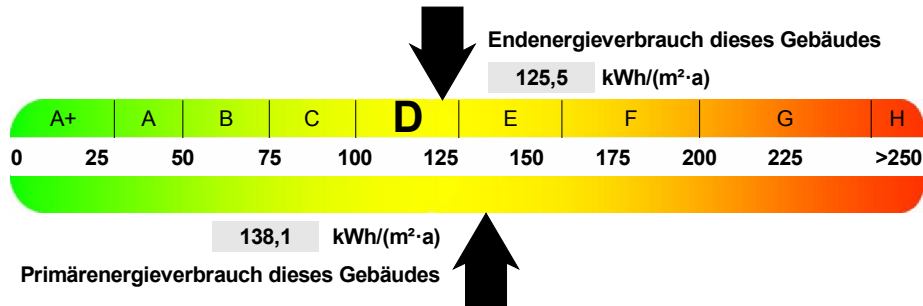 Endenergieverbrauch dieses Gebäudes
125,5 kWh/(m²·a)
A+ A B C D E F G H
0 25 50 75 100 125 150 175 200 225 >250
138,1 kWh/(m²·a)
Primärenergieverbrauch dieses Gebäudes